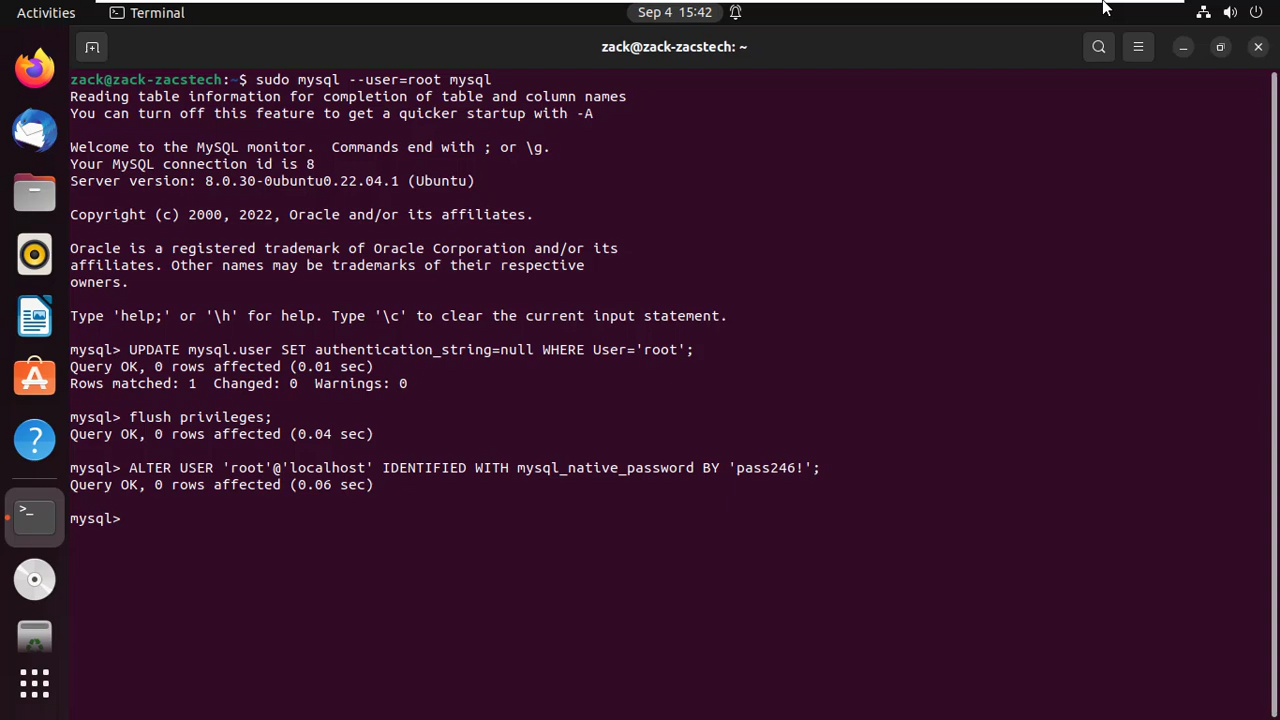 Activities
Terminal
Sep 4 15:42
zack@zack-zacstech: ~
zack@zack-zacstech:~$ sudo mysql --user=root mysql
Reading table information for completion of table and column names
You can turn off this feature to get a quicker startup with -A
Welcome to the MySQL monitor.  Commands end with ; or \g.
Your MySQL connection id is 8
Server version: 8.0.30-0ubuntu0.22.04.1 (Ubuntu)
Copyright (c) 2000, 2022, Oracle and/or its affiliates.
Oracle is a registered trademark of Oracle Corporation and/or its
affiliates. Other names may be trademarks of their respective
owners.
Type 'help;' or '\h' for help. Type '\c' to clear the current input statement.
mysql> UPDATE mysql.user SET authentication_string=null WHERE User='root';
Query OK, 0 rows affected (0.01 sec)
Rows matched: 1  Changed: 0  Warnings: 0
mysql> flush privileges;
Query OK, 0 rows affected (0.04 sec)
mysql> ALTER USER 'root'@'localhost' IDENTIFIED WITH mysql_native_password BY 'pass246!';
Query OK, 0 rows affected (0.06 sec)
mysql>